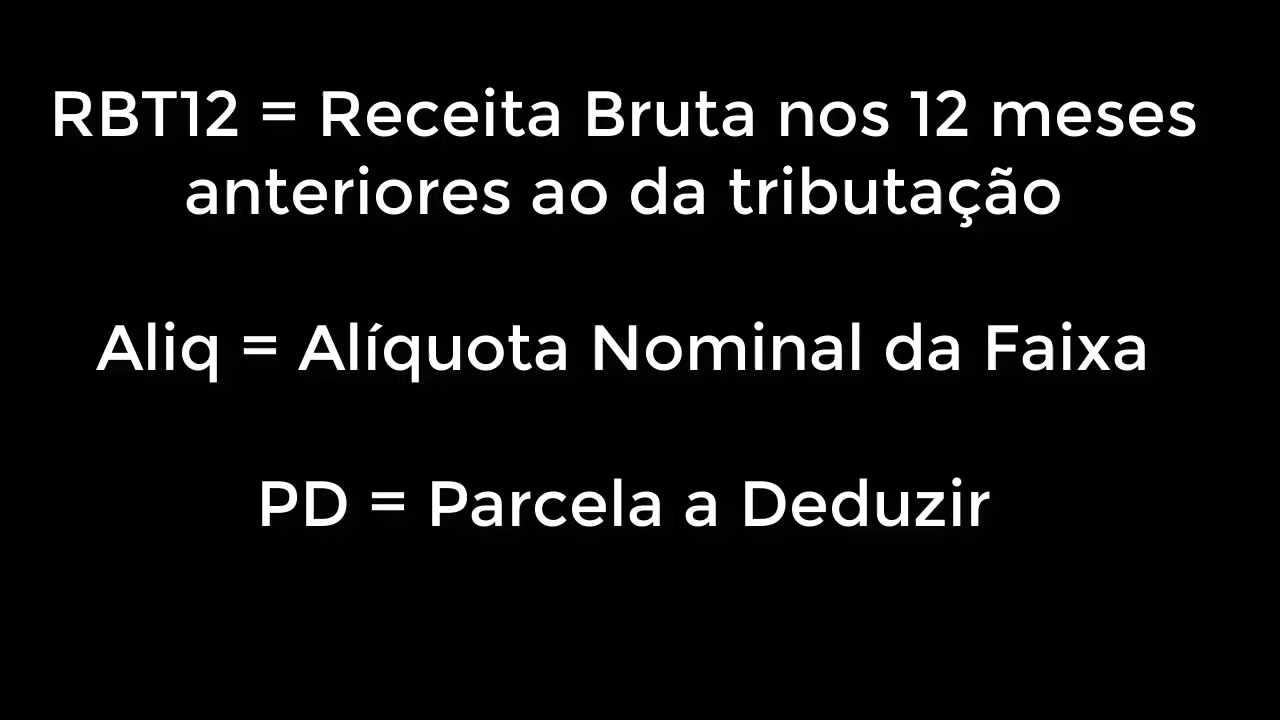 RBT12 = Receita Bruta nos 12 meses
anteriores ao da tributação
Aliq = Alíquota Nominal da Faixa
PD = Parcela a Deduzir